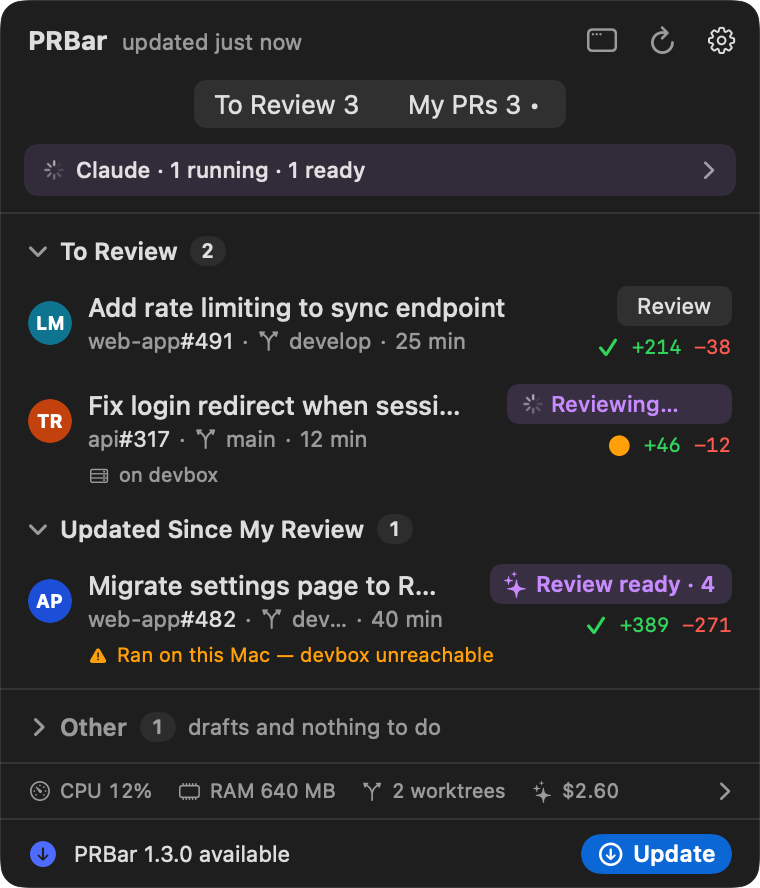 PRBar updated just now
To Review 3 My PRs 3 •
Claude · 1 running · 1 ready
To Review 2
LM Add rate limiting to sync endpoint Review
web-app#491 · develop · 25 min +214 −38
TR Fix login redirect when sessi... Reviewing...
api#317 · main · 12 min +46 −12
on devbox
Updated Since My Review 1
AP Migrate settings page to R... Review ready · 4
web-app#482 · dev... · 40 min +389 −271
Ran on this Mac — devbox unreachable
Other 1 drafts and nothing to do
CPU 12% RAM 640 MB 2 worktrees $2.60
PRBar 1.3.0 available Update